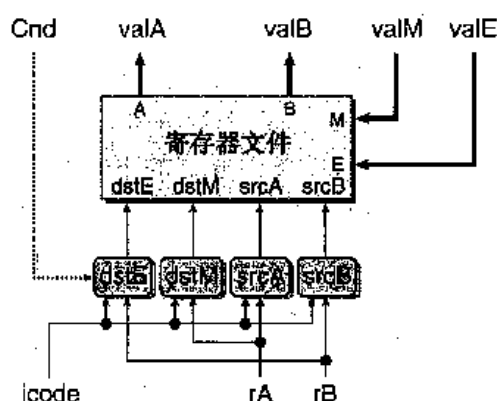 Cnd valA valB valM valE
A B
M
寄存器文件
E
dstE dstM srcA srcB
dstE dstM srcA srcB
icode rA rB